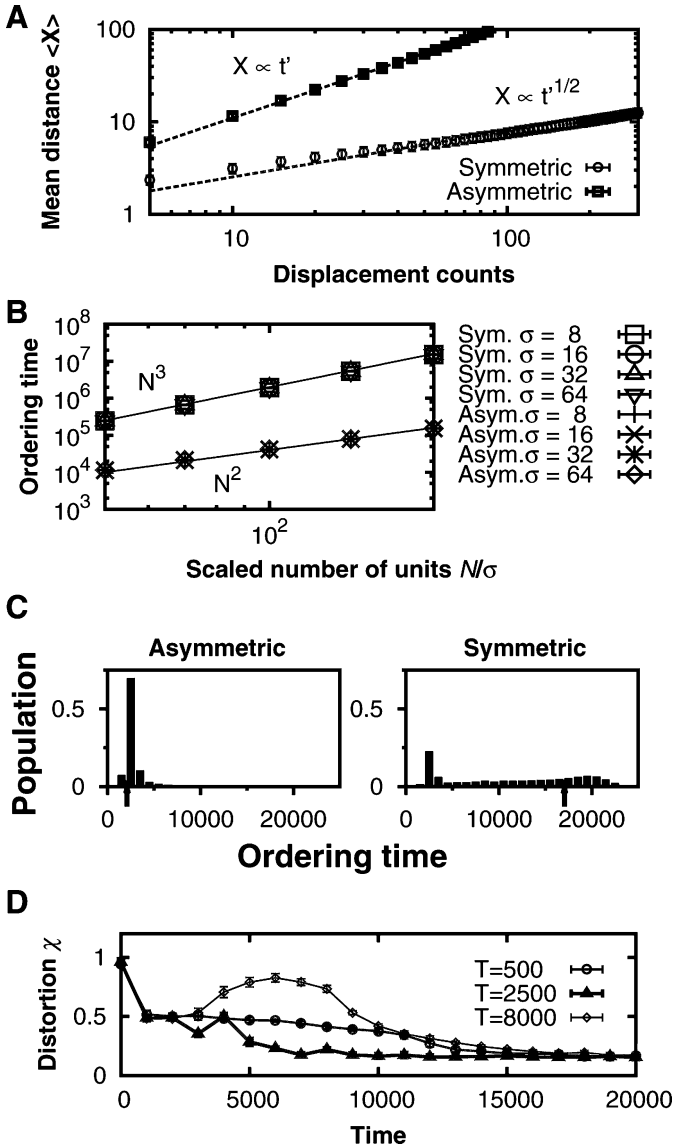 A
Mean distance <X>
100
10
1
X ∝ t'
X ∝ t'1/2
Symmetric
Asymmetric
10
100
Displacement counts
B
Ordering time
10^8
10^7
10^6
10^5
10^4
10^3
N^3
N^2
10^2
Scaled number of units N/σ
Sym. σ = 8
Sym. σ = 16
Sym. σ = 32
Sym. σ = 64
Asym.σ = 8
Asym.σ = 16
Asym.σ = 32
Asym.σ = 64
C
Population
Asymmetric
0.5
0
0
10000
20000
Symmetric
0.5
0
0
10000
20000
Ordering time
D
Distortion χ
1
0.5
0
T=500
T=2500
T=8000
0
5000
10000
15000
20000
Time